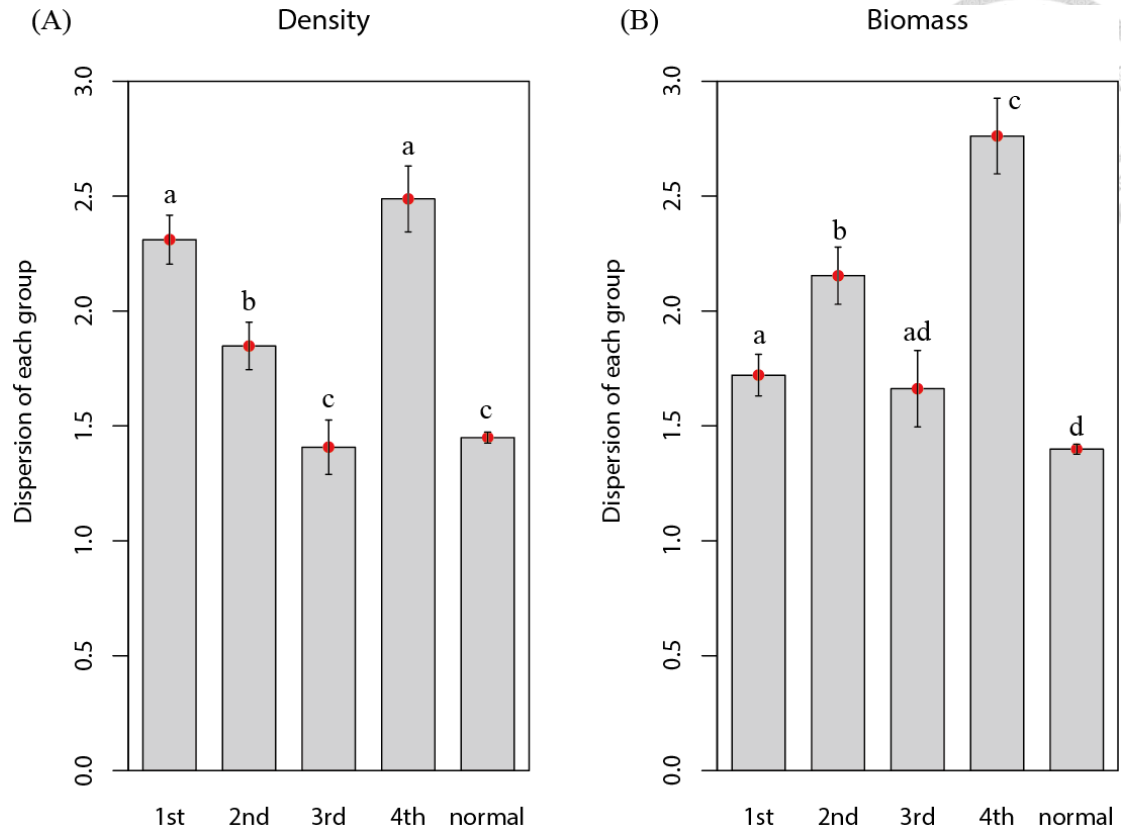 (A) Density
Dispersion of each group
3.0
2.5
2.0
1.5
1.0
0.5
0.0
a
b
c
a
c
1st 2nd 3rd 4th normal
(B) Biomass
Dispersion of each group
3.0
2.5
2.0
1.5
1.0
0.5
0.0
a
b
ad
c
d
1st 2nd 3rd 4th normal